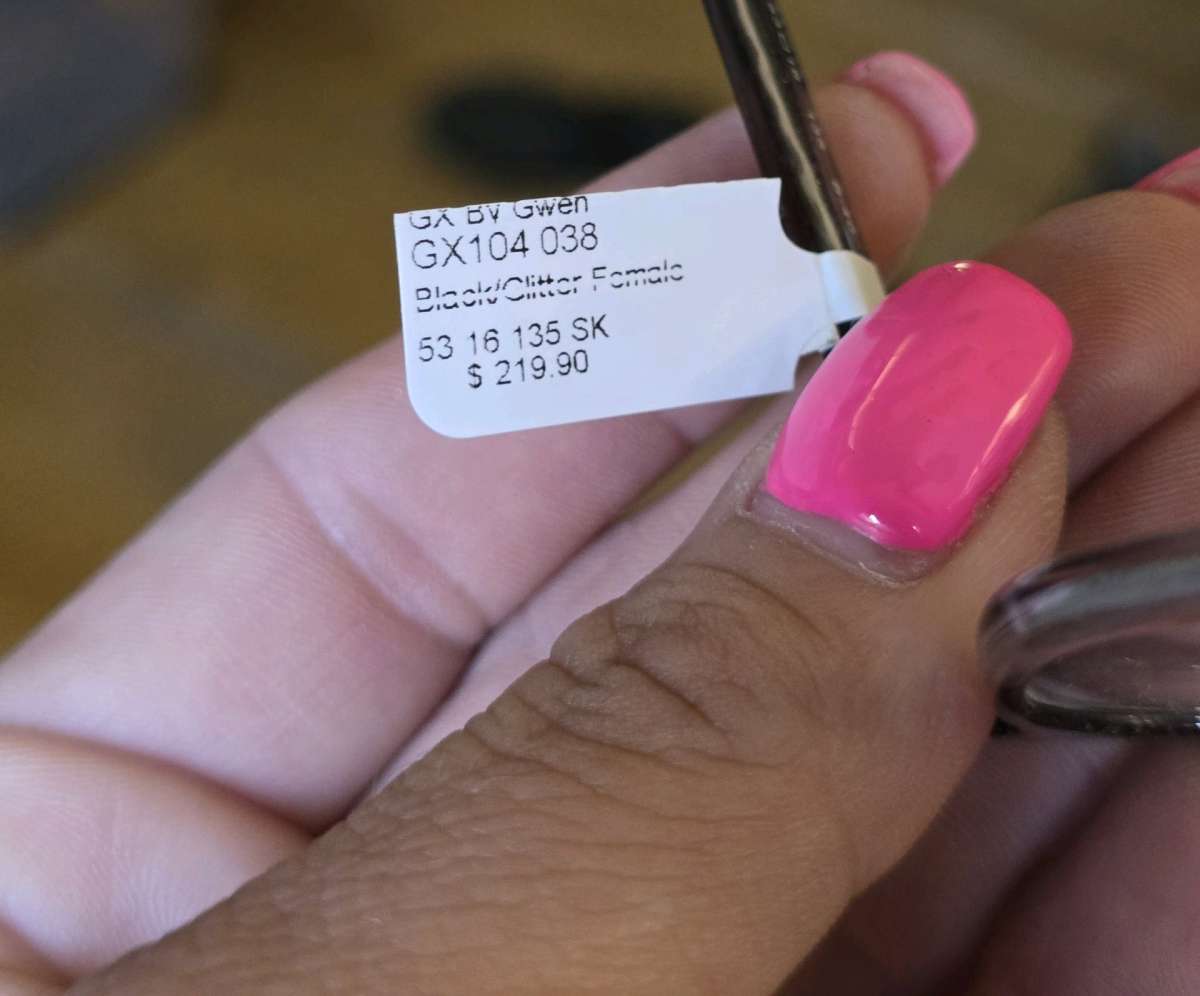 GX By Gwen
GX104 038
Black/Glitter Female
53 16 135 SK
$ 219.90